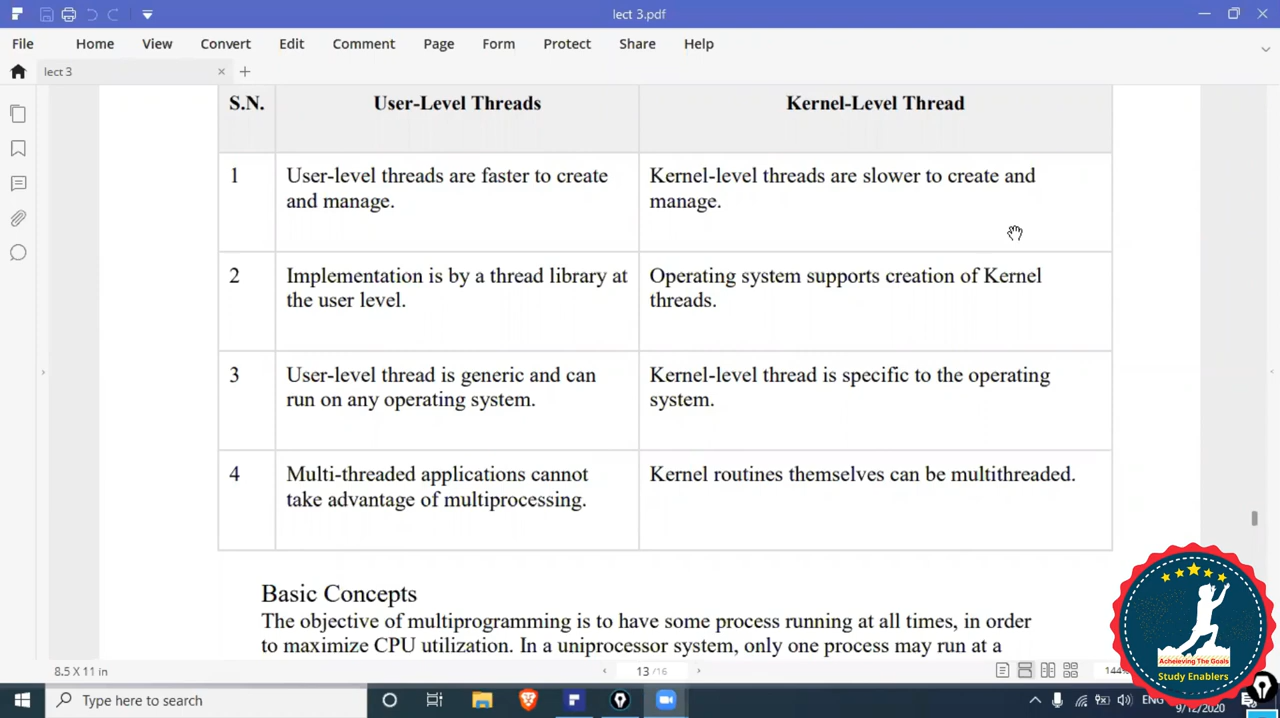 lect 3.pdf
File Home View Convert Edit Comment Page Form Protect Share Help
lect 3
S.N. User-Level Threads Kernel-Level Thread
1 User-level threads are faster to create Kernel-level threads are slower to create and
and manage. manage.
2 Implementation is by a thread library at Operating system supports creation of Kernel
the user level. threads.
3 User-level thread is generic and can Kernel-level thread is specific to the operating
run on any operating system. system.
4 Multi-threaded applications cannot Kernel routines themselves can be multithreaded.
take advantage of multiprocessing.
Basic Concepts
The objective of multiprogramming is to have some process running at all times, in order
to maximize CPU utilization. In a uniprocessor system, only one process may run at a
8.5 X 11 in 13 /16 144
Acheieving The Goals
Study Enablers
Type here to search ENG
9/12/2020